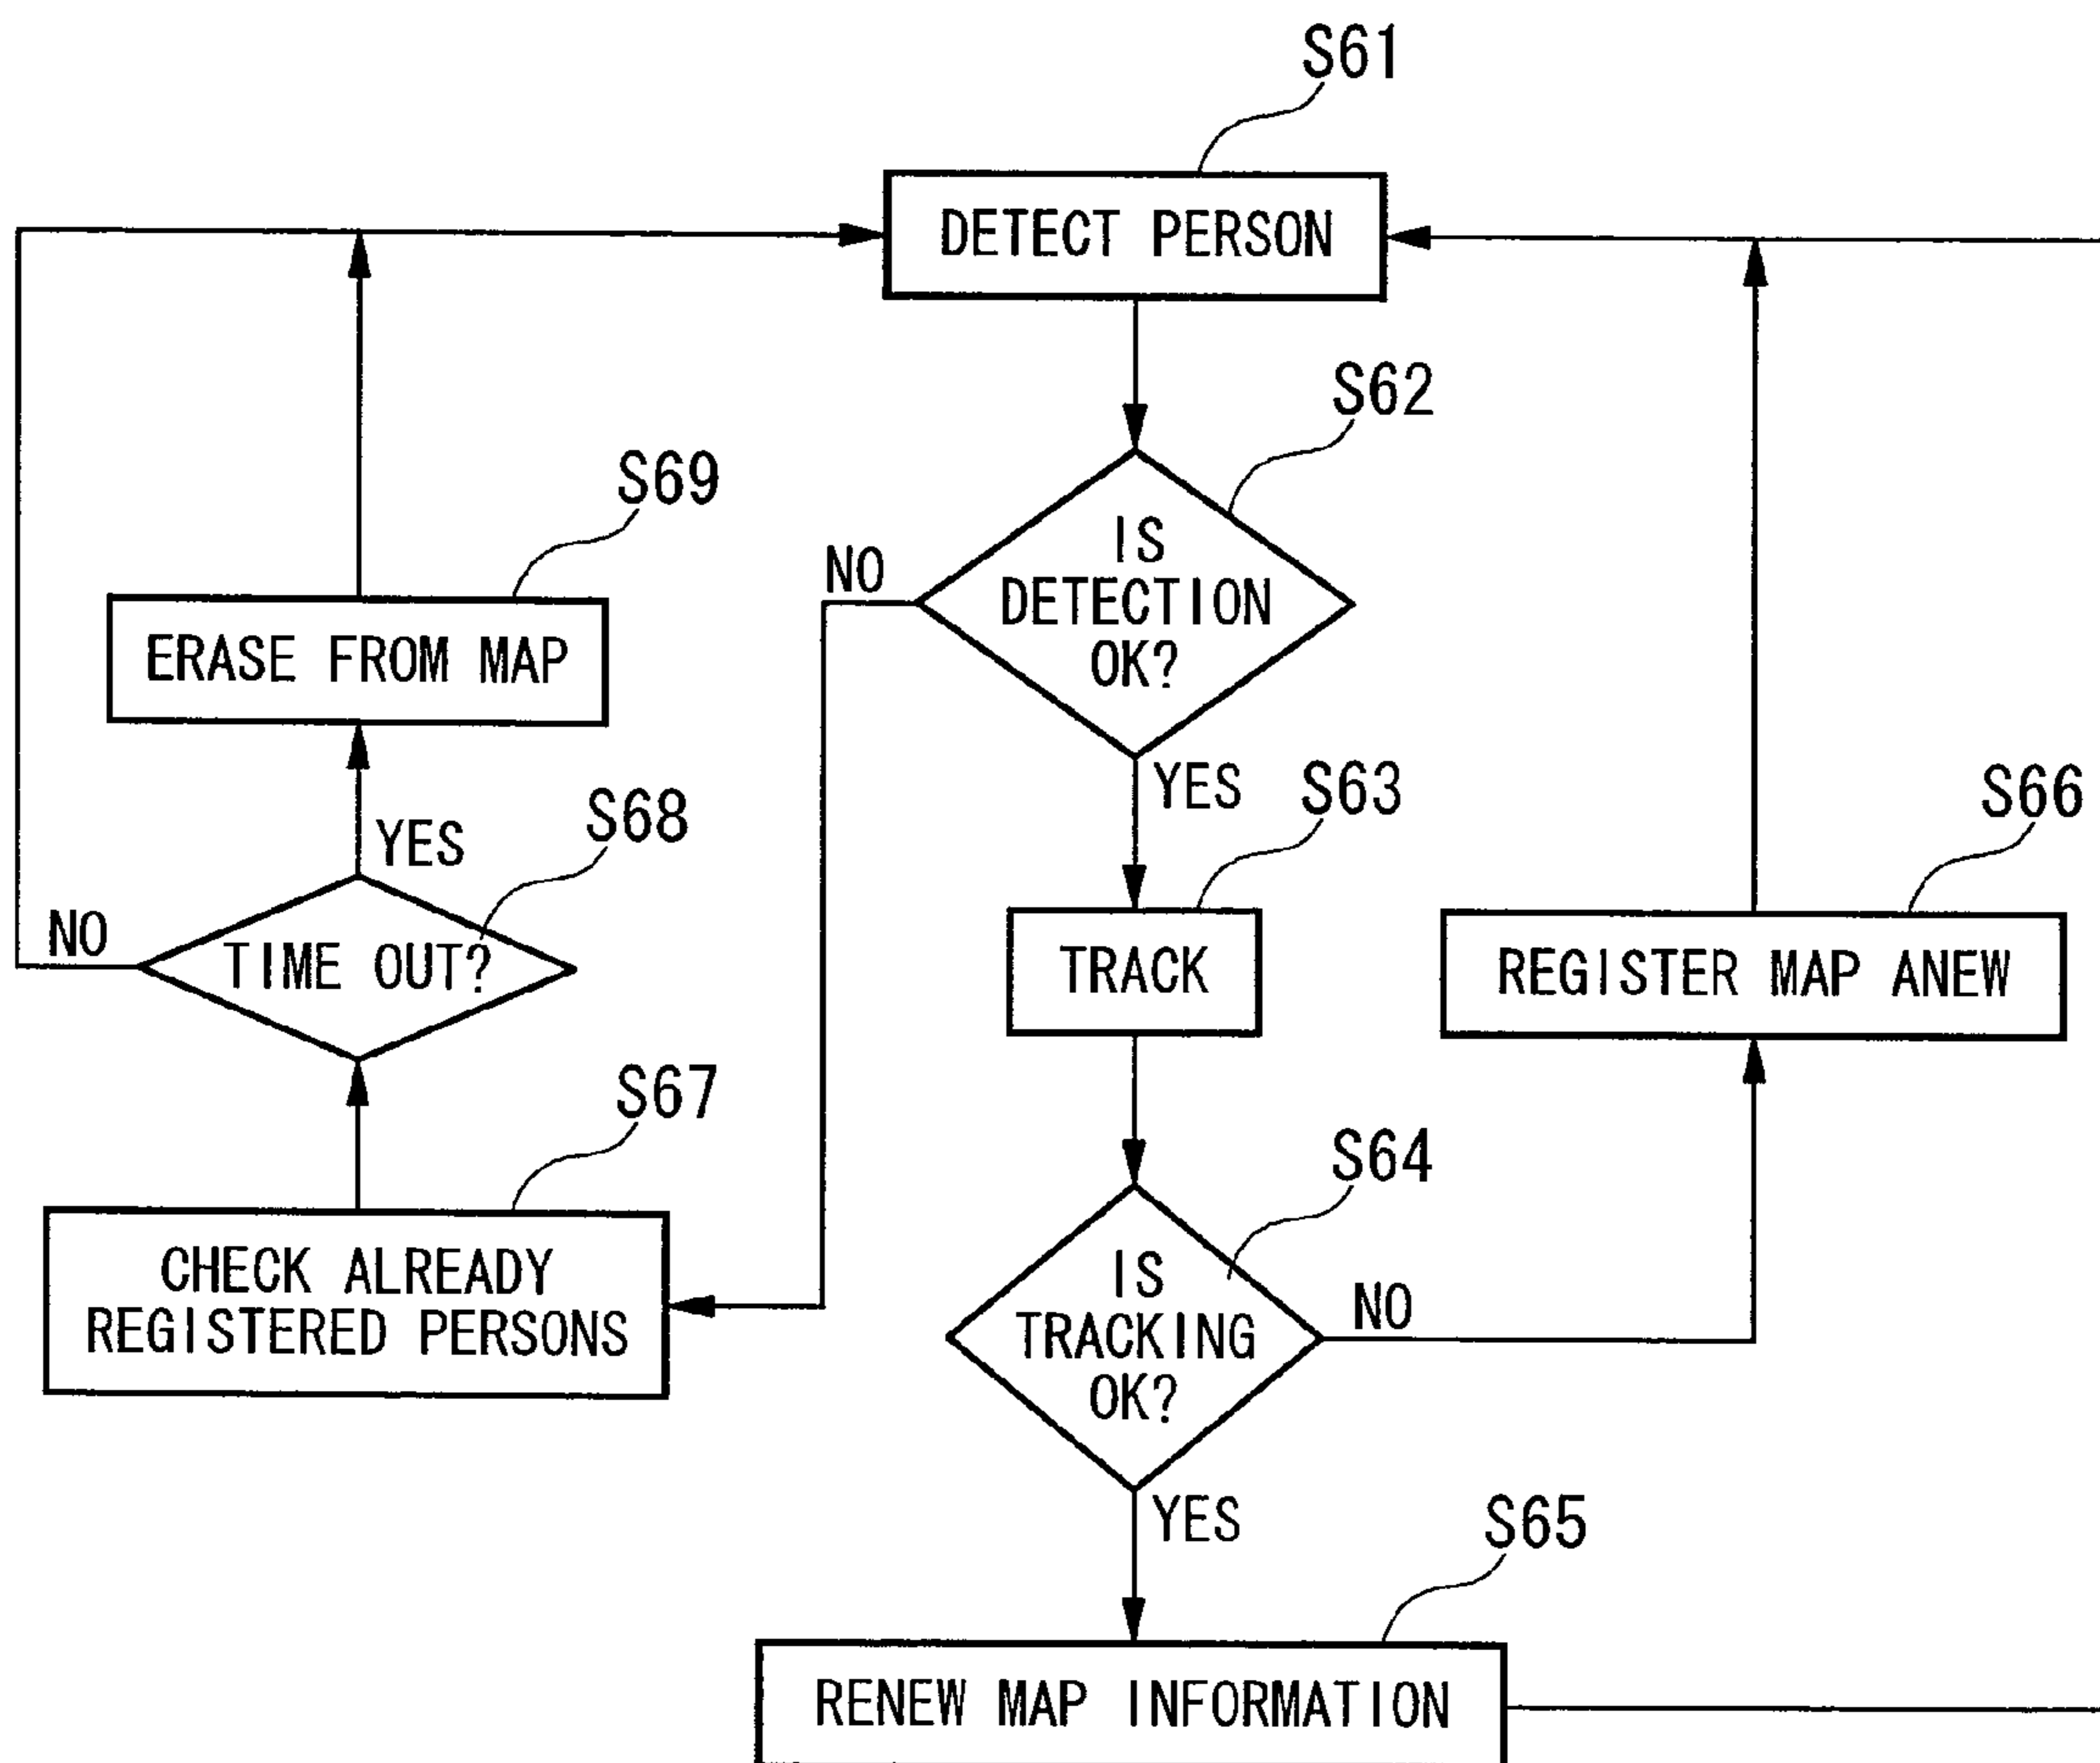 S61
DETECT PERSON
S62
IS
DETECTION
OK?
NO
YES
S69
ERASE FROM MAP
S63
TRACK
S66
REGISTER MAP ANEW
S68
YES
TIME OUT?
NO
S67
CHECK ALREADY
REGISTERED PERSONS
S64
IS
TRACKING
OK?
NO
YES
S65
RENEW MAP INFORMATION